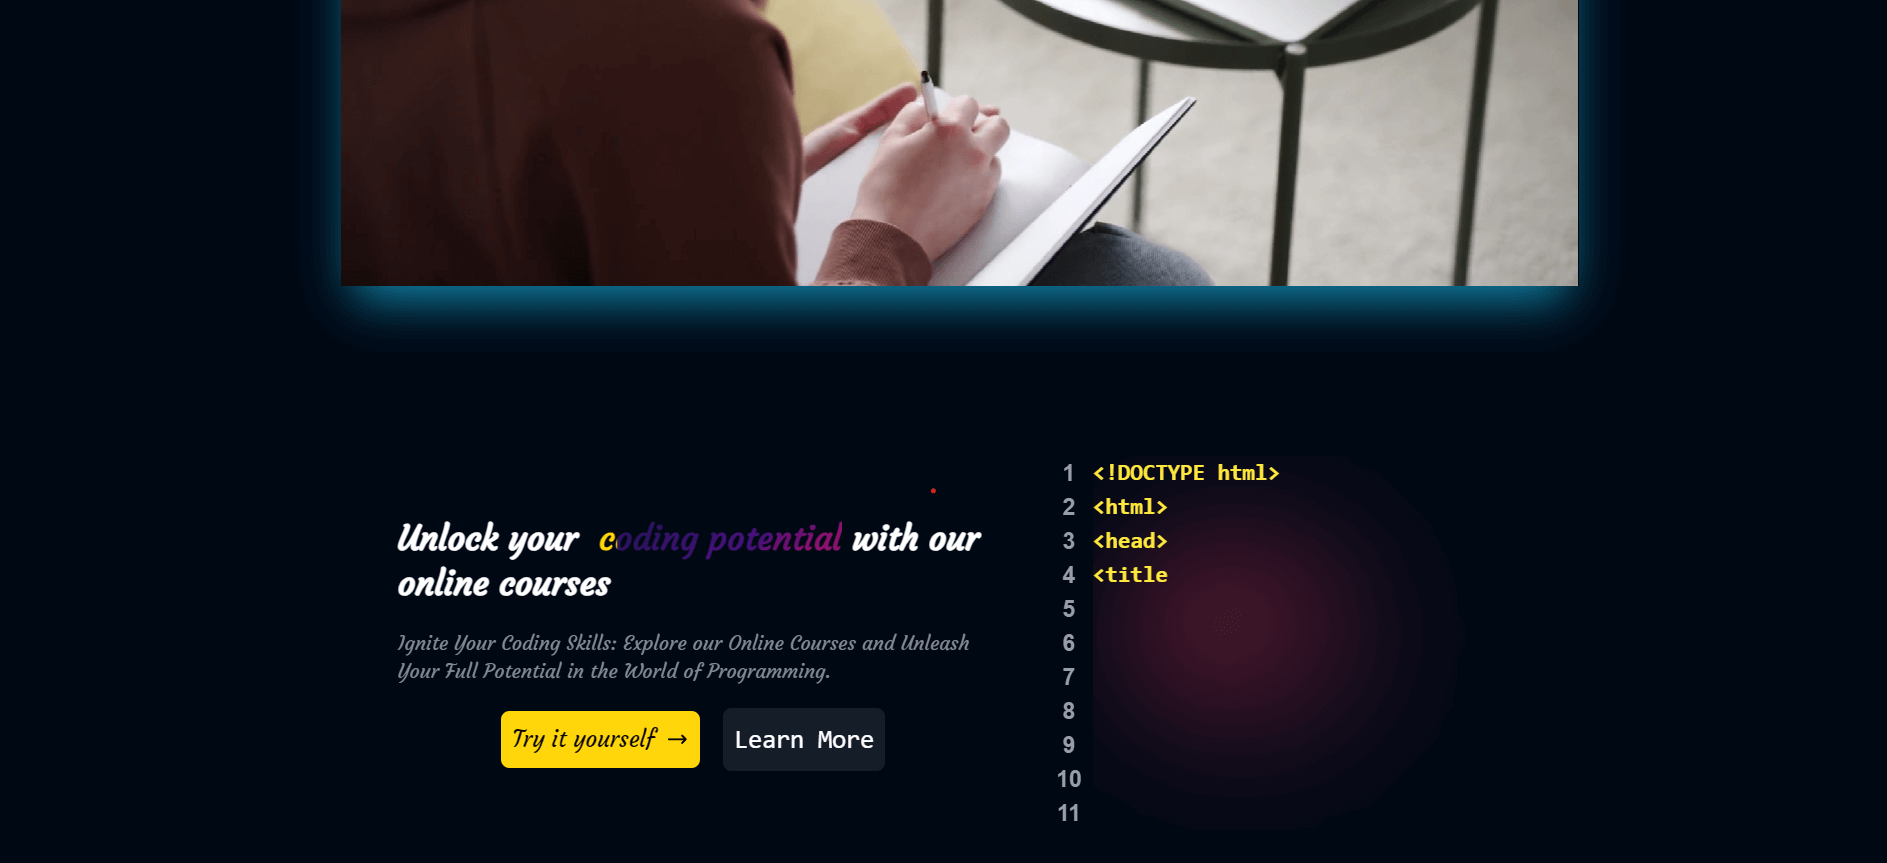 Unlock your coding potential with our
online courses
Ignite Your Coding Skills: Explore our Online Courses and Unleash
Your Full Potential in the World of Programming.
Try it yourself →
Learn More
1 <!DOCTYPE html>
2 <html>
3 <head>
4 <title
5
6
7
8
9
10
11